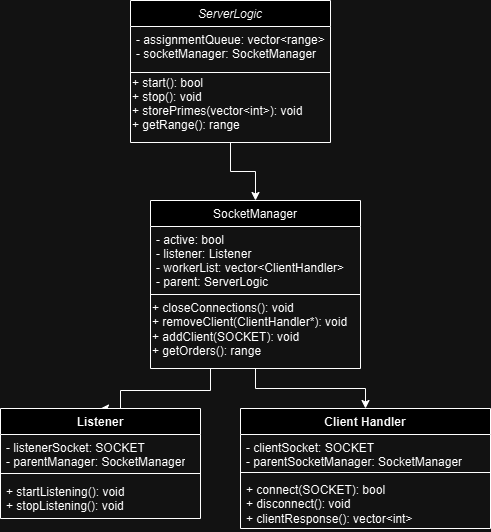 ServerLogic
- assignmentQueue: vector<range>
- socketManager: SocketManager
+ start(): bool
+ stop(): void
+ storePrimes(vector<int>): void
+ getRange(): range
SocketManager
- active: bool
- listener: Listener
- workerList: vector<ClientHandler>
- parent: ServerLogic
+ closeConnections(): void
+ removeClient(ClientHandler*): void
+ addClient(SOCKET): void
+ getOrders(): range
Listener
- listenerSocket: SOCKET
- parentManager: SocketManager
+ startListening(): void
+ stopListening(): void
Client Handler
- clientSocket: SOCKET
- parentSocketManager: SocketManager
+ connect(SOCKET): bool
+ disconnect(): void
+ clientResponse(): vector<int>